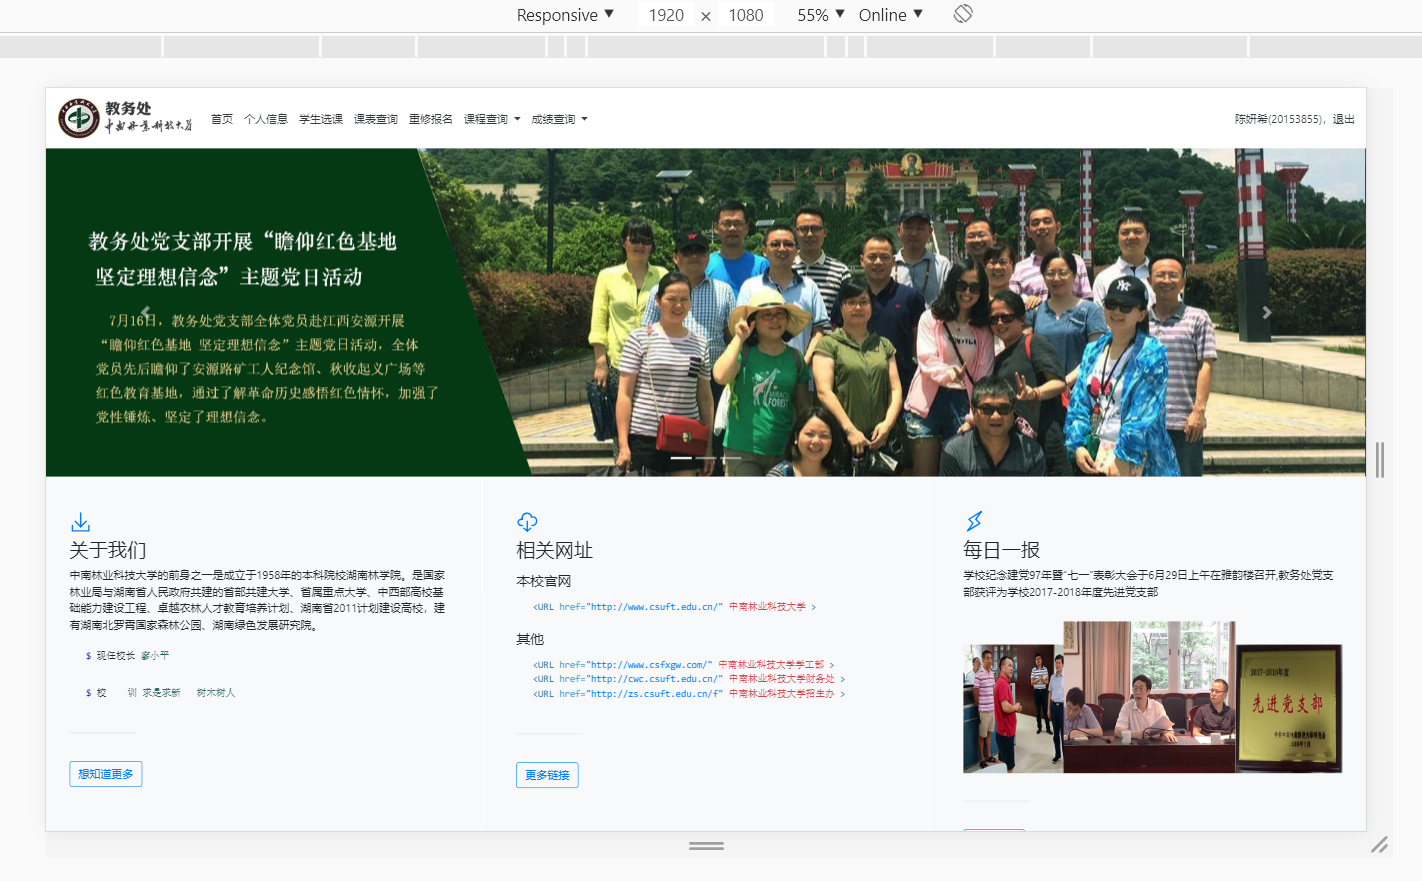 Responsive ▼ 1920 × 1080 55% ▼ Online ▼
教务处
中南林业科技大学
首页 个人信息 学生选课 课表查询 重修报名 课程查询 成绩查询
陈妍希(20153855)，退出
教务处党支部开展“瞻仰红色基地
坚定理想信念”主题党日活动
7月16日，教务处党支部全体党员赴江西安源开展
“瞻仰红色基地 坚定理想信念”主题党日活动，全体
党员先后瞻仰了安源路矿工人纪念馆、秋收起义广场等
红色教育基地，通过了解革命历史感悟红色情怀，加强了
党性锤炼、坚定了理想信念。
MIRACLE
FOREST
NY
关于我们
中南林业科技大学的前身之一是成立于1958年的本科院校湖南林学院。是国家
林业局与湖南省人民政府共建的省部共建大学、省属重点大学、中西部高校基
础能力建设工程、卓越农林人才教育培养计划、湖南省2011计划建设高校，建
有湖南北罗霄国家森林公园、湖南绿色发展研究院。
$ 现任校长 廖小平
$ 校 训 求是求新 树木树人
想知道更多
相关网址
本校官网
<URL href="http://www.csuft.edu.cn/" 中南林业科技大学 >
其他
<URL href="http://www.csfxgw.com/" 中南林业科技大学学工部 >
<URL href="http://cwc.csuft.edu.cn/" 中南林业科技大学财务处 >
<URL href="http://zs.csuft.edu.cn/f" 中南林业科技大学招生办 >
更多链接
每日一报
学校纪念建党97年暨“七一”表彰大会于6月29日上午在雅韵楼召开,教务处党支
部获评为学校2017-2018年度先进党支部
2017-2018年度
先进党支部